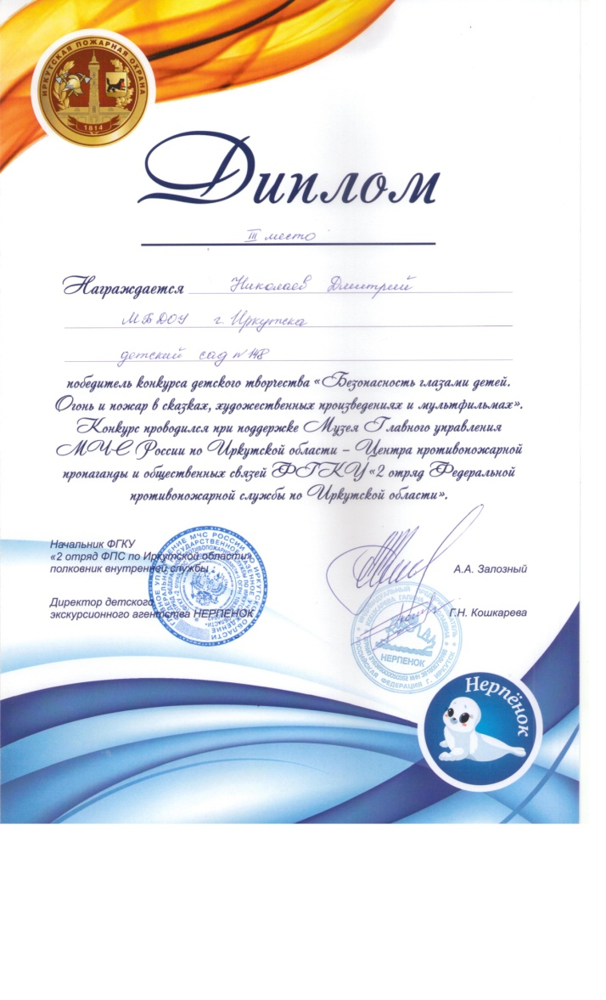 ИРКУТСКАЯ ПОЖАРНАЯ ОХРАНА
1814
Диплом
III место
Награждается Николаев Дмитрий
МБДОУ г. Иркутска
детский сад № 148
победитель конкурса детского творчества «Безопасность глазами детей.
Огонь и пожар в сказках, художественных произведениях и мультфильмах».
Конкурс проводился при поддержке Музея Главного управления
МЧС России по Иркутской области – Центра противопожарной
пропаганды и общественных связей ФГКУ «2 отряд Федеральной
противопожарной службы по Иркутской области».
Начальник ФГКУ
«2 отряд ФПС по Иркутской области»
полковник внутренней службы
А.А. Залозный
Директор детского
экскурсионного агентства НЕРПЕНОК
Г.Н. Кошкарева
НЕРПЕНОК
РОССИЙСКАЯ ФЕДЕРАЦИЯ Г. ИРКУТСК
Нерпёнок